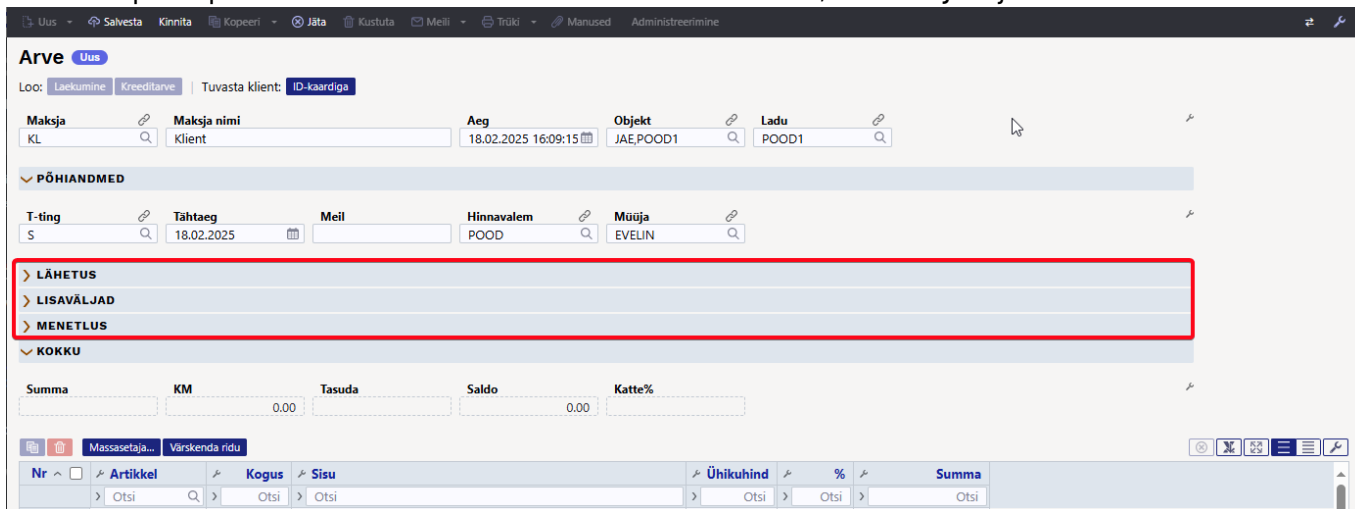 Uus Salvesta Kinnita Kopeeri Jäta Kustuta Meili Trüki Manused Administreerimine
Arve Uus
Loo: Laekumine Kreeditarve | Tuvasta klient: ID-kaardiga
Maksja Maksja nimi Aeg Objekt Ladu
KL Klient 18.02.2025 16:09:15 JAE,POOD1 POOD1
PÕHIANDMED
T-ting Tähtaeg Meil Hinnavalem Müüja
S 18.02.2025 POOD EVELIN
LÄHETUS
LISAVÄLJAD
MENETLUS
KOKKU
Summa KM Tasuda Saldo Katte%
0.00 0.00
Massasetaja... Värskenda ridu
Nr Artikkel Kogus Sisu Ühikuhind % Summa
Otsi Otsi Otsi Otsi Otsi Otsi